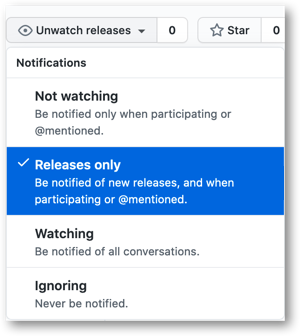 Unwatch releases 0 Star 0
Notifications
Not watching
Be notified only when participating or
@mentioned.
Releases only
Be notified of new releases, and when
participating or @mentioned.
Watching
Be notified of all conversations.
Ignoring
Never be notified.